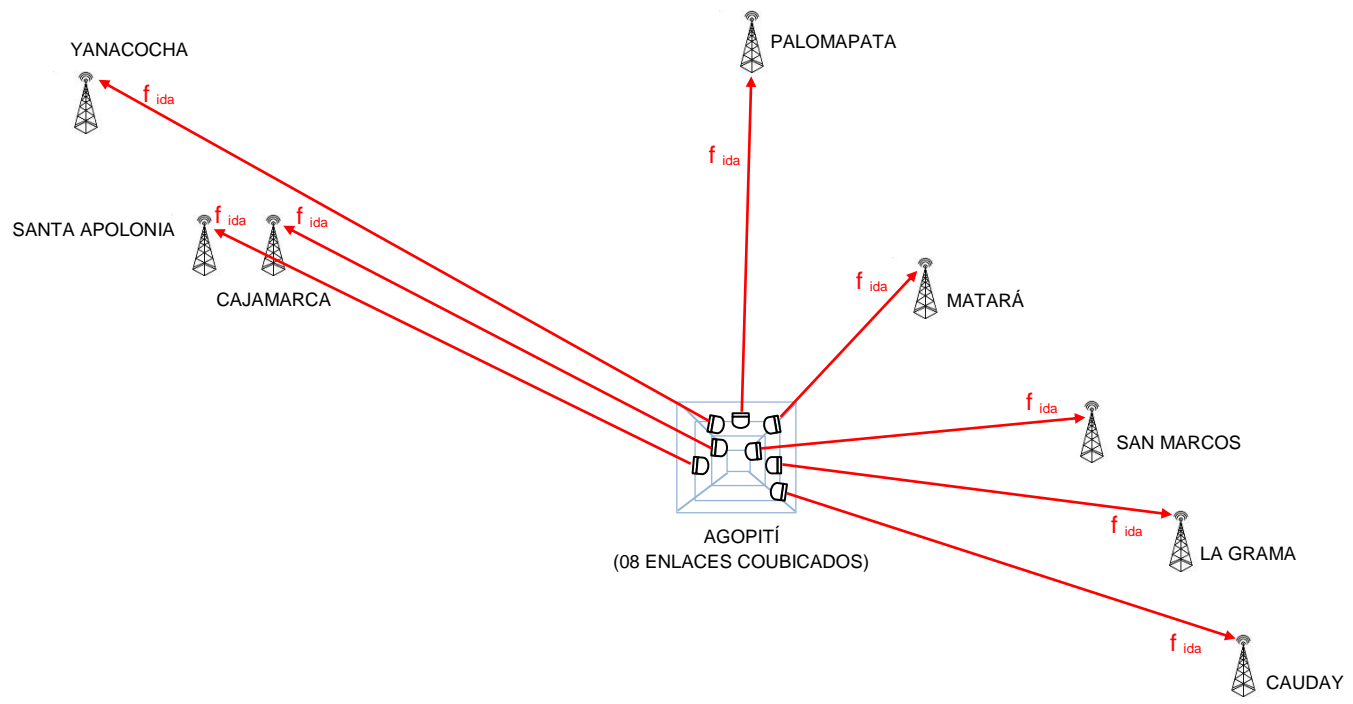 PALOMAPATA
YANACOCHA
f ida
f ida
SANTA APOLONIA
f ida
f ida
CAJAMARCA
f ida
MATARÁ
f ida
SAN MARCOS
AGOPITÍ
(08 ENLACES COUBICADOS)
f ida
LA GRAMA
f ida
CAUDAY